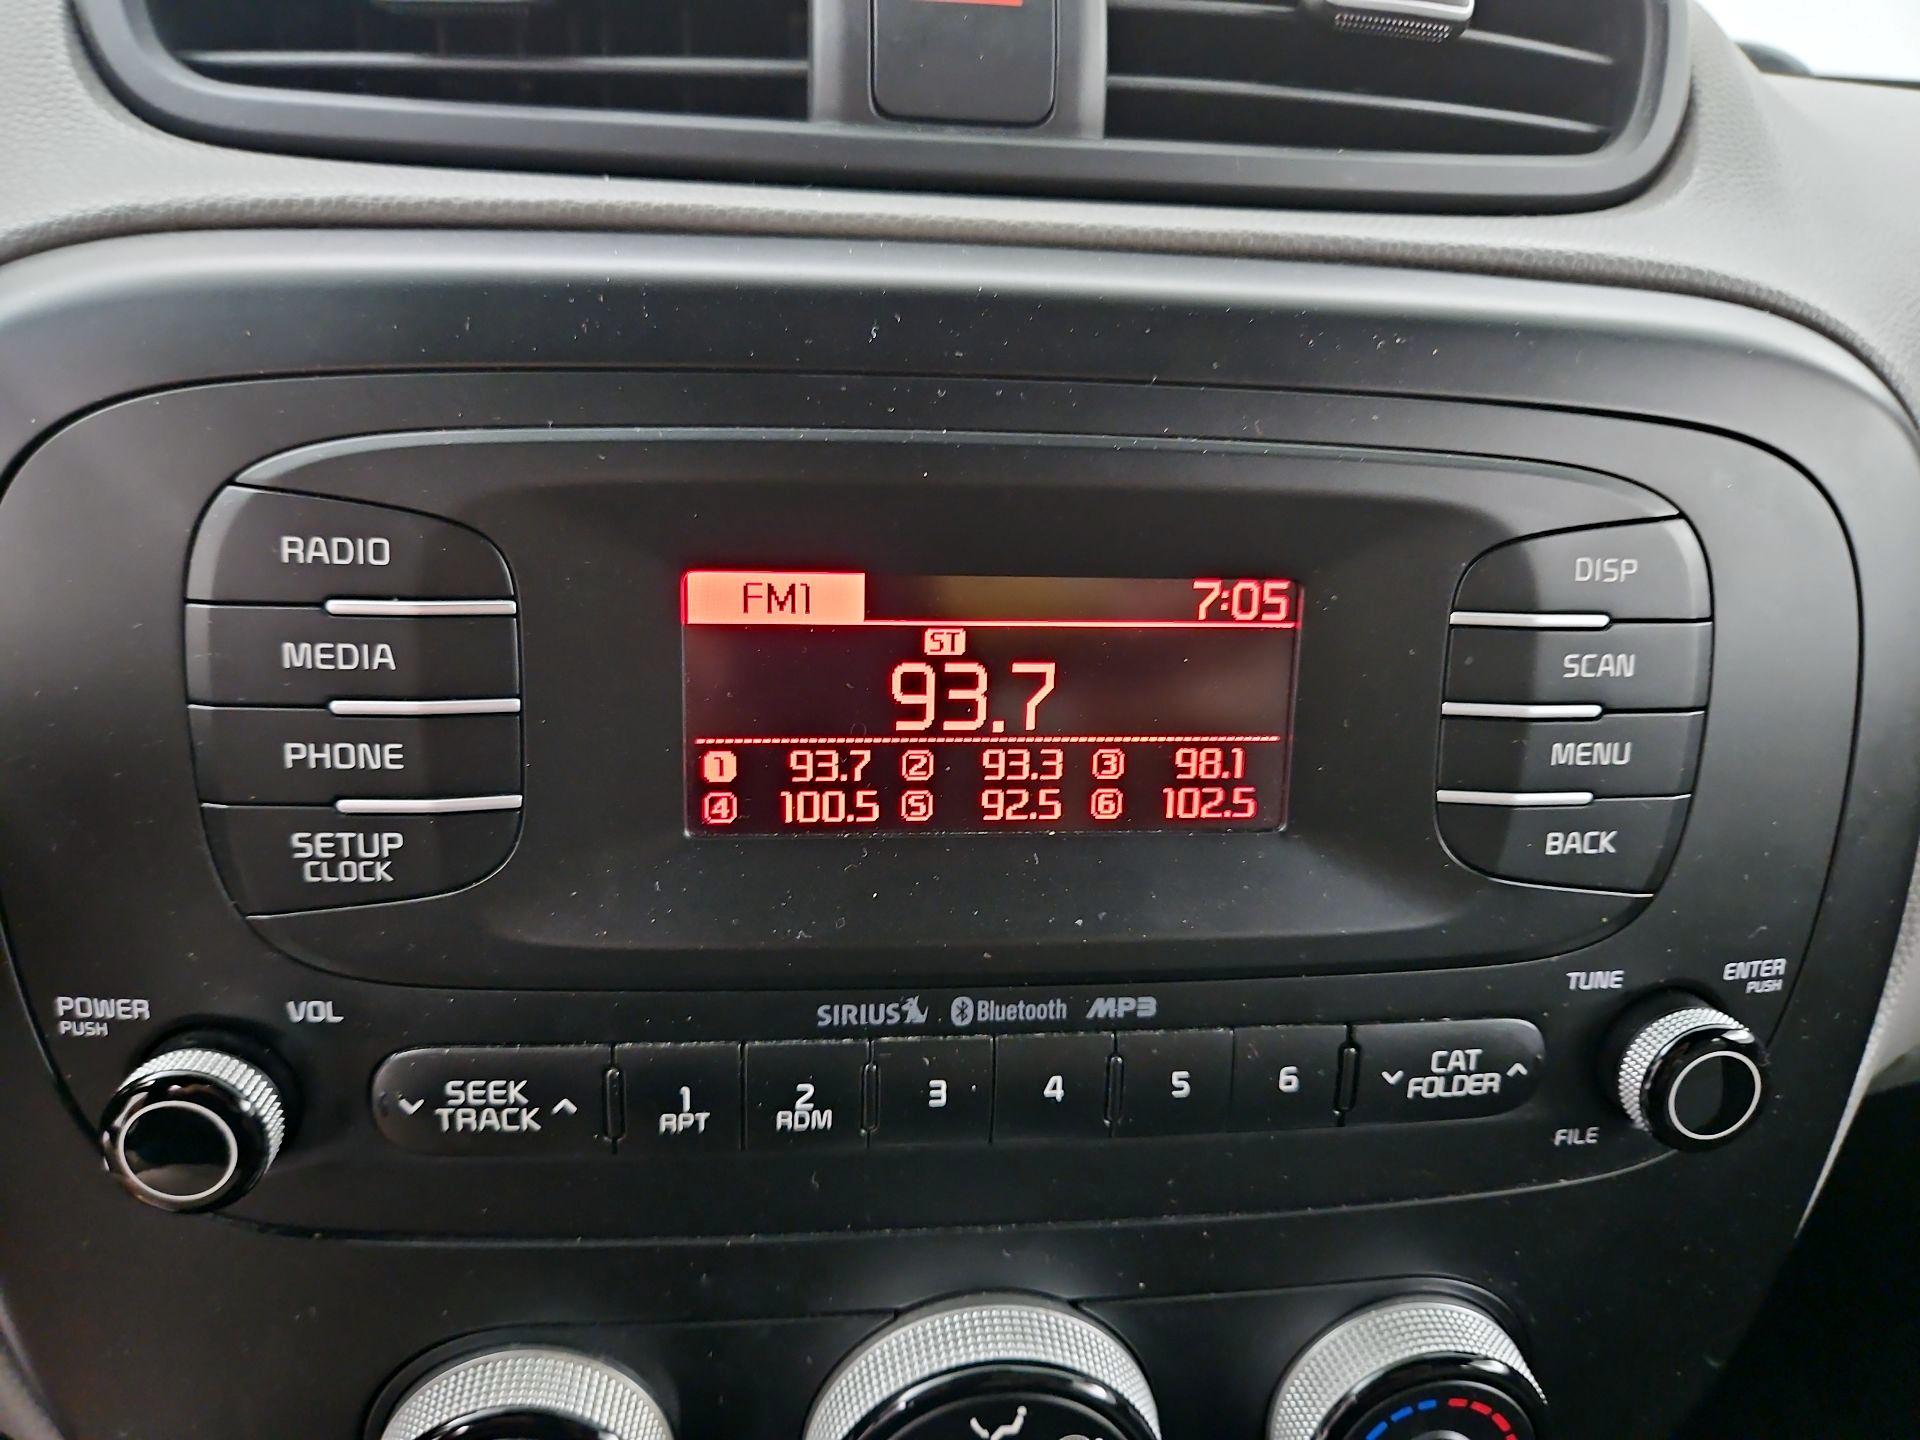 RADIO
MEDIA
PHONE
SETUP
CLOCK
FM1 7:05
ST
93.7
1 93.7 2 93.3 3 98.1
4 100.5 5 92.5 6 102.5
DISP
SCAN
MENU
BACK
POWER
PUSH
VOL
SIRIUS Bluetooth MP3
TUNE
ENTER
PUSH
SEEK
TRACK
1
RPT
2
RDM
3
4
5
6
CAT
FOLDER
FILE